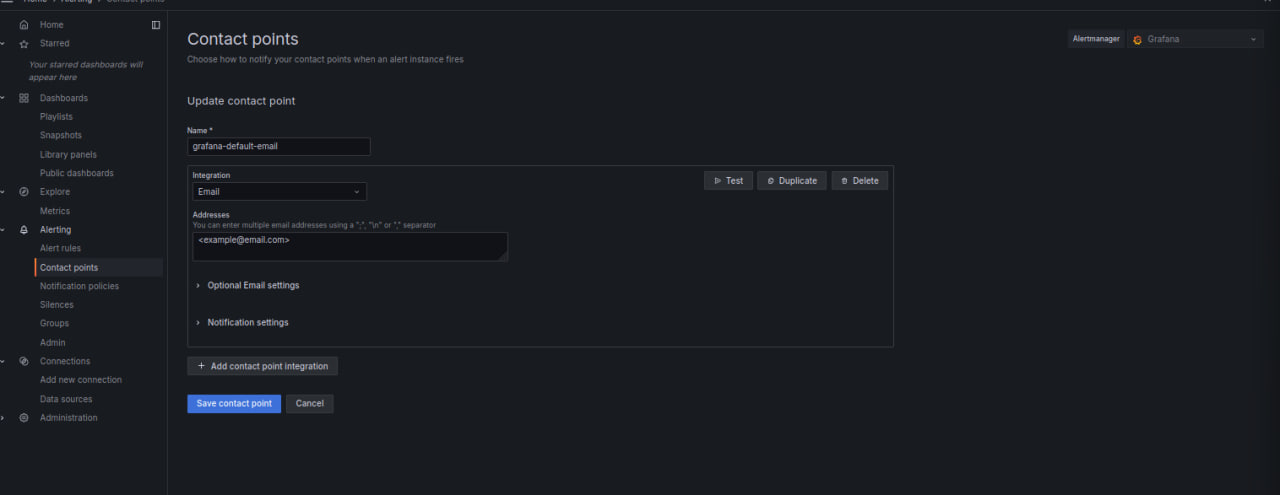 Home > Alerting > Contact points
Home
Starred
Your starred dashboards will
appear here
Dashboards
Playlists
Snapshots
Library panels
Public dashboards
Explore
Metrics
Alerting
Alert rules
Contact points
Notification policies
Silences
Groups
Admin
Connections
Add new connection
Data sources
Administration
Contact points
Choose how to notify your contact points when an alert instance fires
Alertmanager
Grafana
Update contact point
Name *
grafana-default-email
Integration
Email
Test
Duplicate
Delete
Addresses
You can enter multiple email addresses using a ";", "\n" or "," separator
<example@email.com>
Optional Email settings
Notification settings
Add contact point integration
Save contact point
Cancel